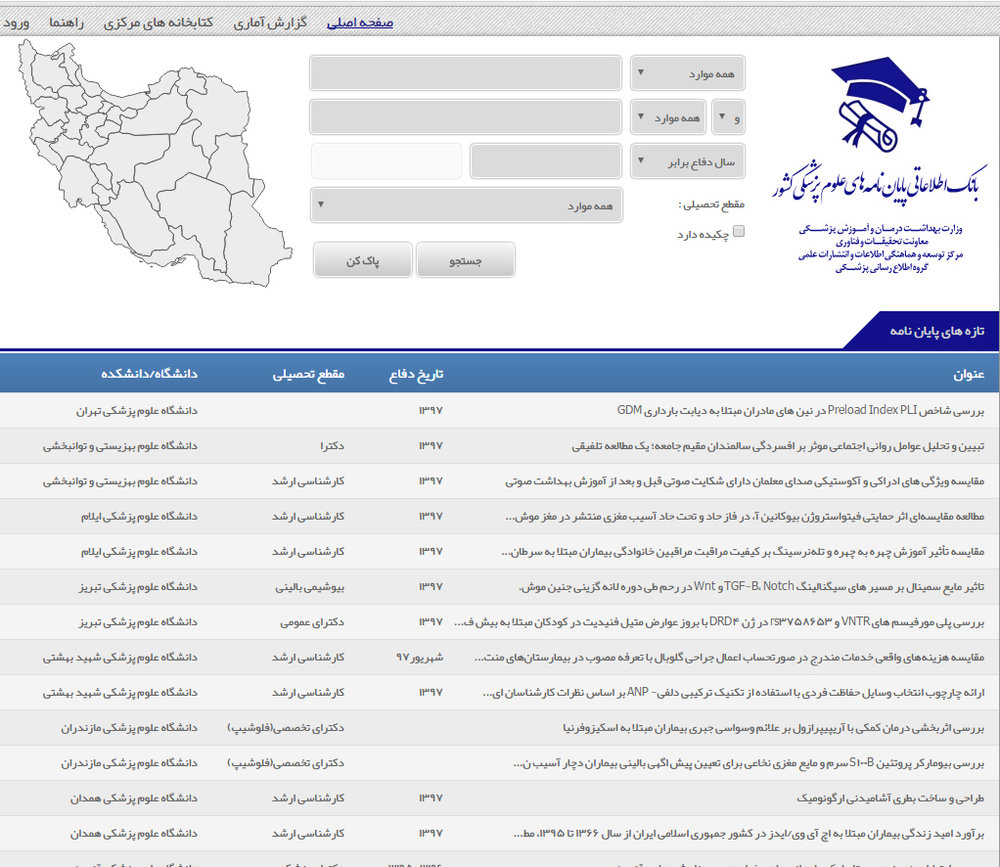 صفحه اصلی گزارش آماری کتابخانه های مرکزی راهنما ورود
همه موارد
و همه موارد
سال دفاع برابر
مقطع تحصیلی : همه موارد
چکیده دارد
جستجو پاک کن
بانک اطلاعاتی پایان نامه‌های علوم پزشکی کشور
وزارت بهداشت درمان و آموزش پزشکی
معاونت تحقیقات و فناوری
مرکز توسعه و هماهنگی اطلاعات و انتشارات علمی
گروه اطلاع رسانی پزشکی
تازه های پایان نامه
عنوان تاریخ دفاع مقطع تحصیلی دانشگاه/دانشکده
بررسی شاخص Preload Index PLI در نین های مادران مبتلا به دیابت بارداری GDM ۱۳۹۷ دانشگاه علوم پزشکی تهران
تبیین و تحلیل عوامل روانی اجتماعی موثر بر افسردگی سالمندان مقیم جامعه؛ یک مطالعه تلفیقی ۱۳۹۷ دکترا دانشگاه علوم بهزیستی و توانبخشی
مقایسه ویژگی های ادراکی و آکوستیکی صدای معلمان دارای شکایت صوتی قبل و بعد از آموزش بهداشت صوتی ۱۳۹۷ کارشناسی ارشد دانشگاه علوم بهزیستی و توانبخشی
مطالعه مقایسه‌ای اثر حمایتی فیتواستروژن بیوکانین آ، در فاز حاد و تحت حاد آسیب مغزی منتشر در مغز موش... ۱۳۹۷ کارشناسی ارشد دانشگاه علوم پزشکی ایلام
مقایسه تأثیر آموزش چهره به چهره و تله‌نرسینگ بر کیفیت مراقبت مراقبین خانوادگی بیماران مبتلا به سرطان... ۱۳۹۷ کارشناسی ارشد دانشگاه علوم پزشکی ایلام
تاثیر مایع سمینال بر مسیر های سیگنالینگ TGF-B، Notch و Wnt در رحم طی دوره لانه گزینی جنین موش. ۱۳۹۷ بیوشیمی بالینی دانشگاه علوم پزشکی تبریز
بررسی پلی مورفیسم های VNTR و rs۳۷۵۸۶۵۳ در ژن DRD۴ با بروز عوارض متیل فنیدیت در کودکان مبتلا به بیش ف... ۱۳۹۷ دکترای عمومی دانشگاه علوم پزشکی تبریز
مقایسه هزینه‌های واقعی خدمات مندرج در صورتحساب اعمال جراحی گلوبال با تعرفه مصوب در بیمارستان‌های منت... شهریور۹۷ کارشناسی ارشد دانشگاه علوم پزشکی شهید بهشتی
ارائه چارچوب انتخاب وسایل حفاظت فردی با استفاده از تکنیک ترکیبی دلفی- ANP بر اساس نظرات کارشناسان ای... ۱۳۹۷ کارشناسی ارشد دانشگاه علوم پزشکی شهید بهشتی
بررسی اثربخشی درمان کمکی با آریپیپرازول بر علائم وسواسی جبری بیماران مبتلا به اسکیزوفرنیا دکترای تخصصی(فلوشیپ) دانشگاه علوم پزشکی مازندران
بررسی بیومارکر پروتئین S۱۰۰B سرم و مایع مغزی نخاعی برای تعیین پیش اگهی بالینی بیماران دچار آسیب ن... دکترای تخصصی(فلوشیپ) دانشگاه علوم پزشکی مازندران
طراحی و ساخت بطری آشامیدنی ارگونومیک ۱۳۹۷ کارشناسی ارشد دانشگاه علوم پزشکی همدان
برآورد امید زندگی بیماران مبتلا به اچ آی وی/ایدز در کشور جمهوری اسلامی ایران از سال ۱۳۶۶ تا ۱۳۹۵، مط... ۱۳۹۷ کارشناسی ارشد دانشگاه علوم پزشکی همدان